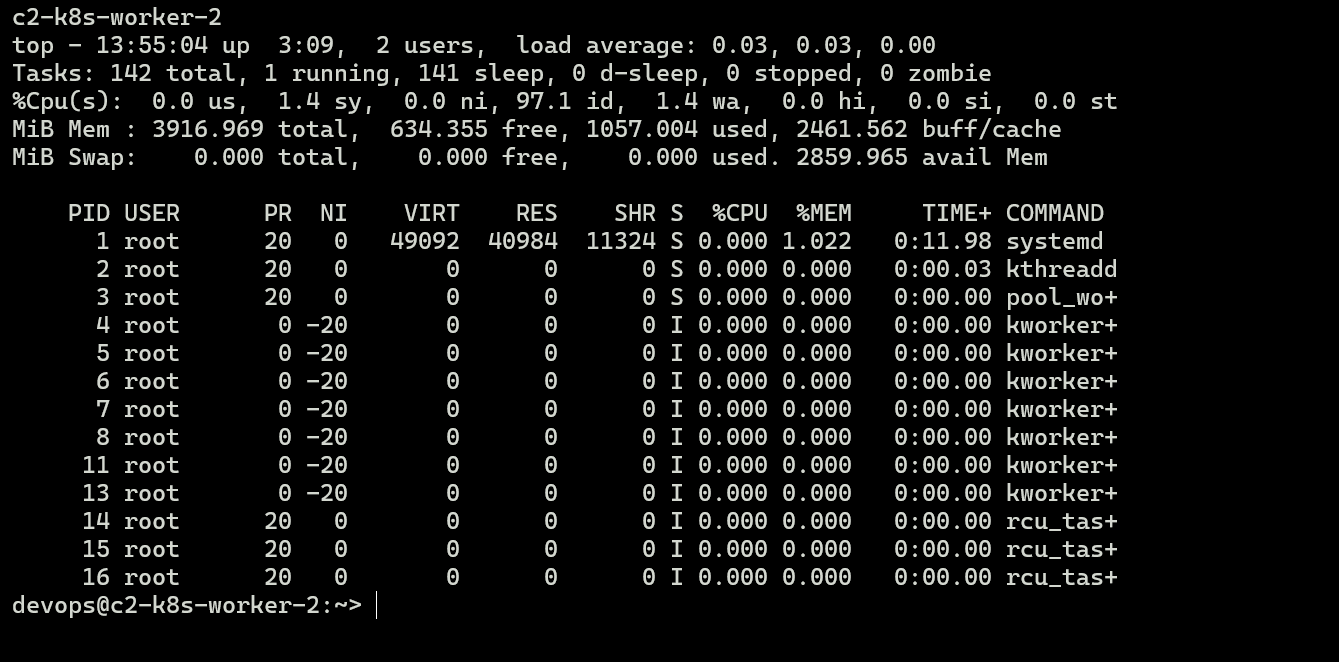 c2-k8s-worker-2
top - 13:55:04 up  3:09,  2 users,  load average: 0.03, 0.03, 0.00
Tasks: 142 total, 1 running, 141 sleep, 0 d-sleep, 0 stopped, 0 zombie
%Cpu(s):  0.0 us,  1.4 sy,  0.0 ni, 97.1 id,  1.4 wa,  0.0 hi,  0.0 si,  0.0 st
MiB Mem : 3916.969 total,  634.355 free, 1057.004 used, 2461.562 buff/cache
MiB Swap:    0.000 total,    0.000 free,    0.000 used. 2859.965 avail Mem

    PID USER      PR  NI    VIRT    RES    SHR S  %CPU  %MEM     TIME+ COMMAND
      1 root      20   0   49092  40984  11324 S 0.000 1.022   0:11.98 systemd
      2 root      20   0       0      0      0 S 0.000 0.000   0:00.03 kthreadd
      3 root      20   0       0      0      0 S 0.000 0.000   0:00.00 pool_wo+
      4 root       0 -20       0      0      0 I 0.000 0.000   0:00.00 kworker+
      5 root       0 -20       0      0      0 I 0.000 0.000   0:00.00 kworker+
      6 root       0 -20       0      0      0 I 0.000 0.000   0:00.00 kworker+
      7 root       0 -20       0      0      0 I 0.000 0.000   0:00.00 kworker+
      8 root       0 -20       0      0      0 I 0.000 0.000   0:00.00 kworker+
     11 root       0 -20       0      0      0 I 0.000 0.000   0:00.00 kworker+
     13 root       0 -20       0      0      0 I 0.000 0.000   0:00.00 kworker+
     14 root      20   0       0      0      0 I 0.000 0.000   0:00.00 rcu_tas+
     15 root      20   0       0      0      0 I 0.000 0.000   0:00.00 rcu_tas+
     16 root      20   0       0      0      0 I 0.000 0.000   0:00.00 rcu_tas+
devops@c2-k8s-worker-2:~>